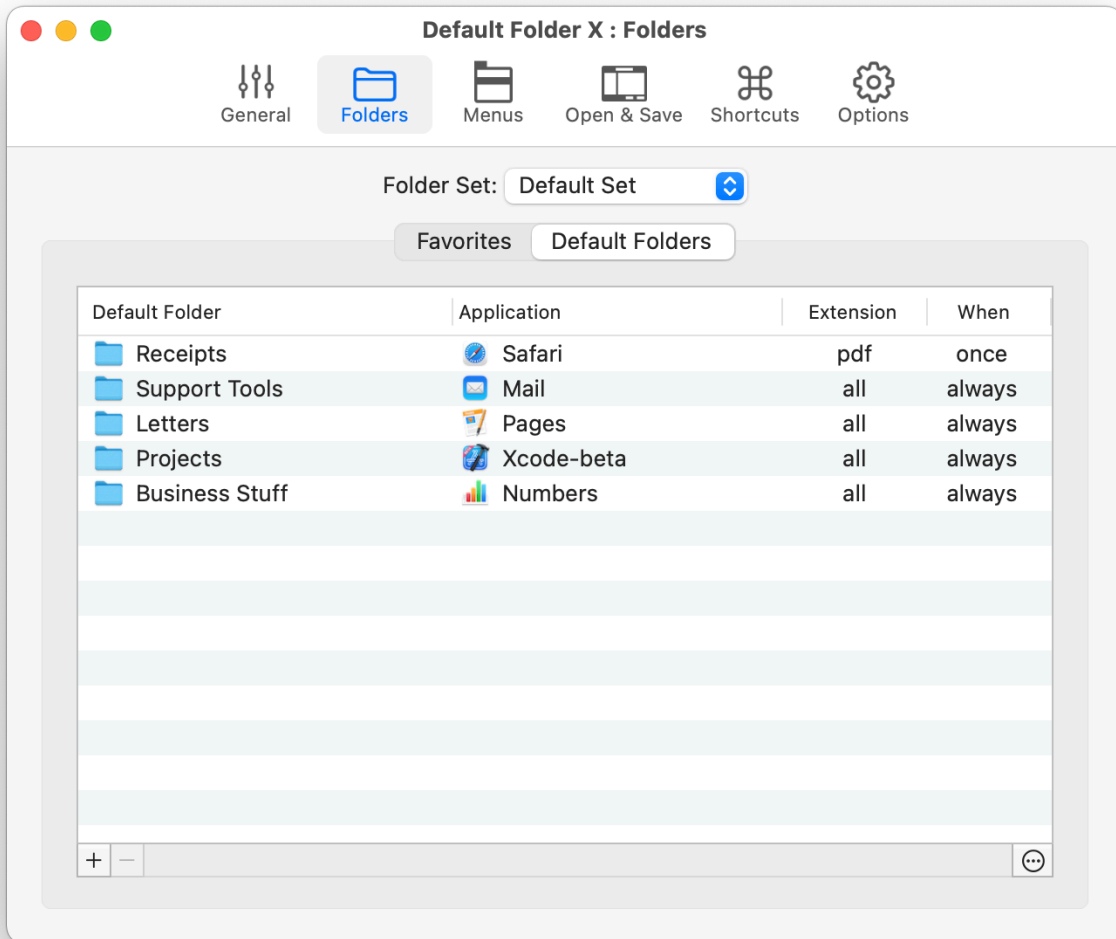 Default Folder X : Folders
General Folders Menus Open & Save Shortcuts Options
Folder Set: Default Set
Favorites Default Folders
Default Folder Application Extension When
Receipts Safari pdf once
Support Tools Mail all always
Letters Pages all always
Projects Xcode-beta all always
Business Stuff Numbers all always